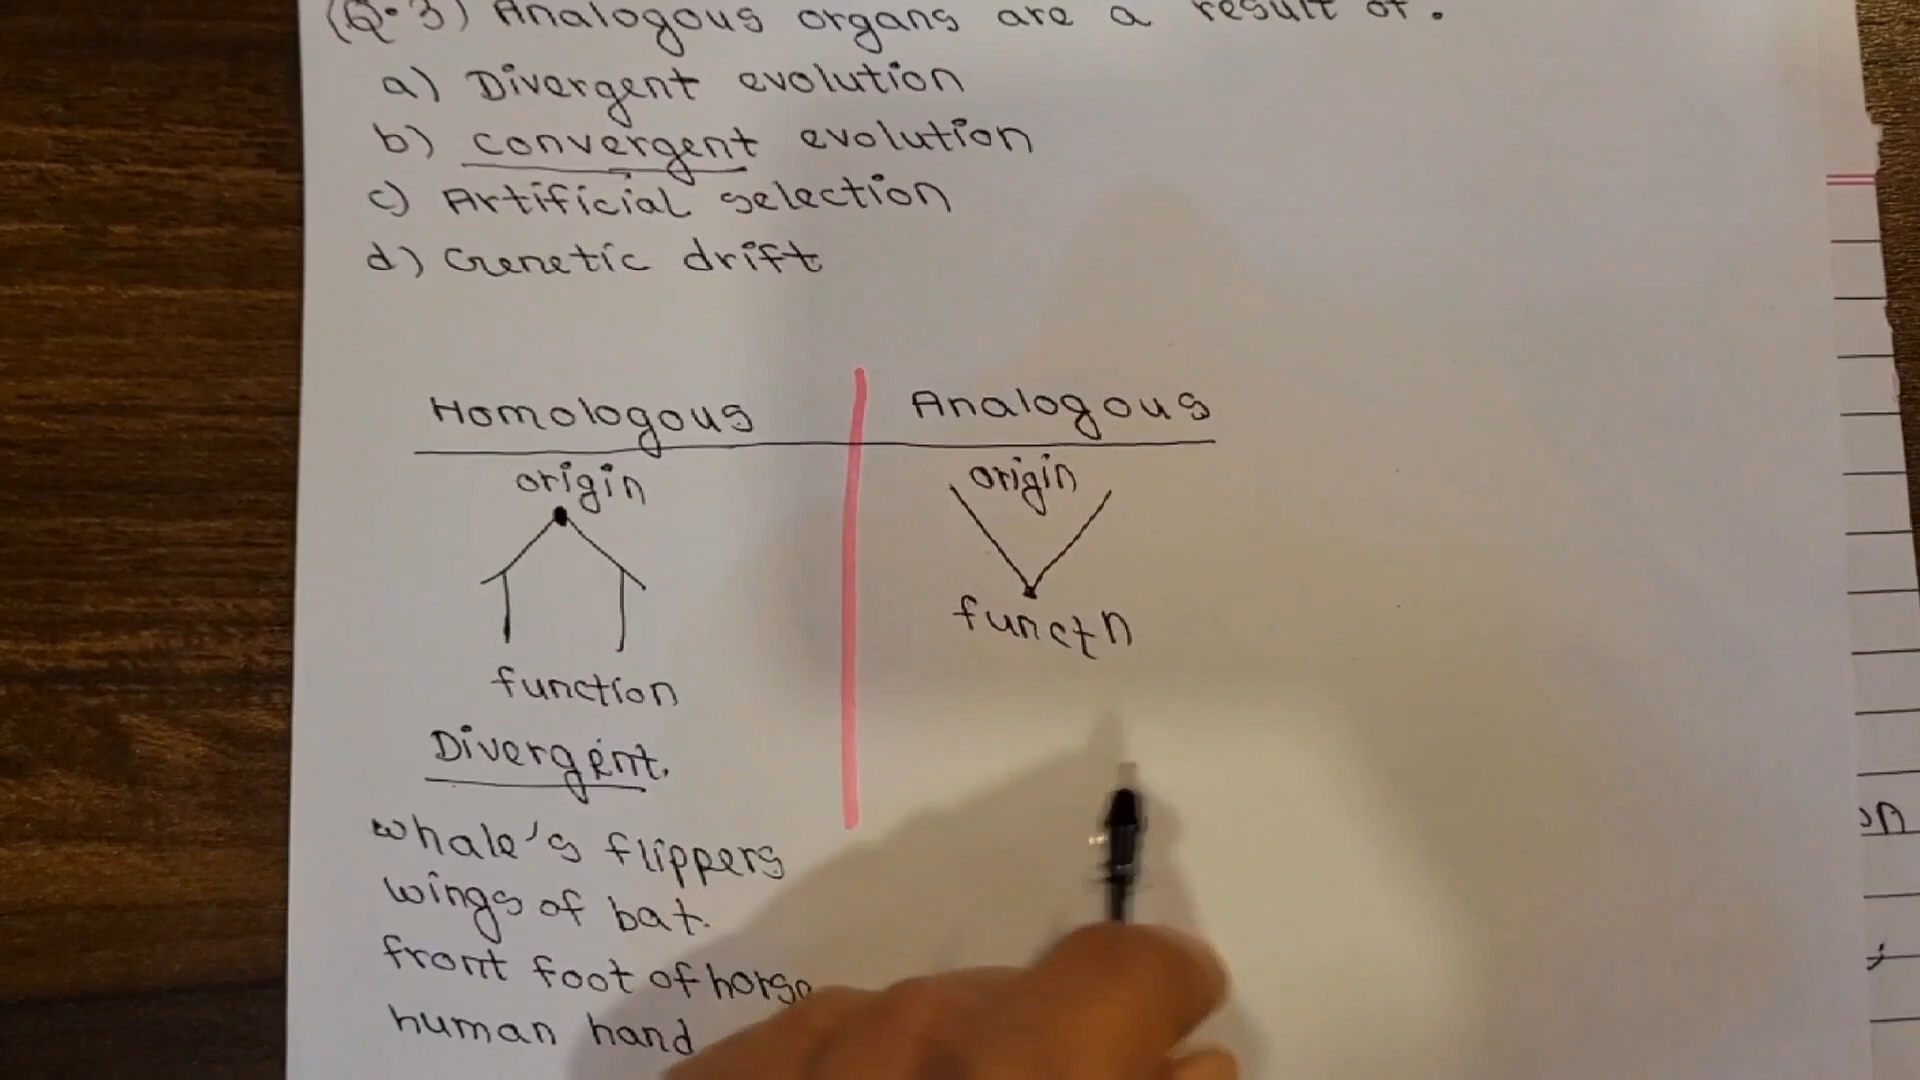 (Q.3) Analogous organs are a result of.
a) Divergent evolution
b) convergent evolution
c) Artificial selection
d) Genetic drift
Homologous
Analogous
origin
origin
functn
function
Divergent.
whale's flippers
wings of bat.
front foot of horse
human hand